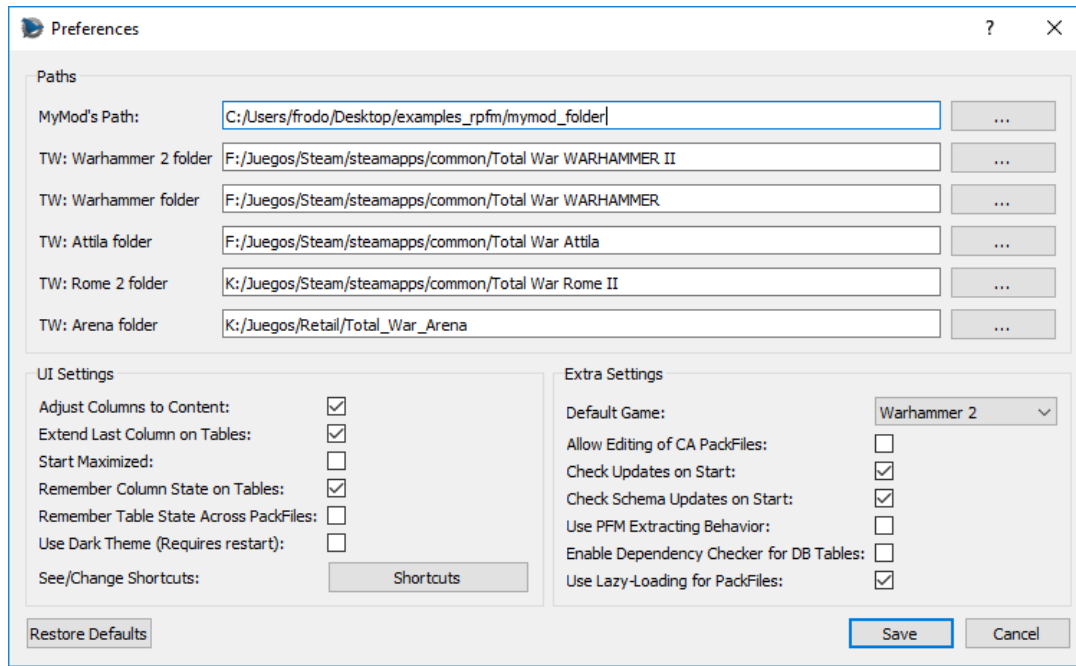 Preferences
?
Paths
MyMod's Path: C:/Users/frodo/Desktop/examples_rpfm/mymod_folder ...
TW: Warhammer 2 folder F:/Juegos/Steam/steamapps/common/Total War WARHAMMER II ...
TW: Warhammer folder F:/Juegos/Steam/steamapps/common/Total War WARHAMMER ...
TW: Attila folder F:/Juegos/Steam/steamapps/common/Total War Attila ...
TW: Rome 2 folder K:/Juegos/Steam/steamapps/common/Total War Rome II ...
TW: Arena folder K:/Juegos/Retail/Total_War_Arena ...
UI Settings
Adjust Columns to Content:
Extend Last Column on Tables:
Start Maximized:
Remember Column State on Tables:
Remember Table State Across PackFiles:
Use Dark Theme (Requires restart):
See/Change Shortcuts: Shortcuts
Extra Settings
Default Game: Warhammer 2
Allow Editing of CA PackFiles:
Check Updates on Start:
Check Schema Updates on Start:
Use PFM Extracting Behavior:
Enable Dependency Checker for DB Tables:
Use Lazy-Loading for PackFiles:
Restore Defaults Save Cancel